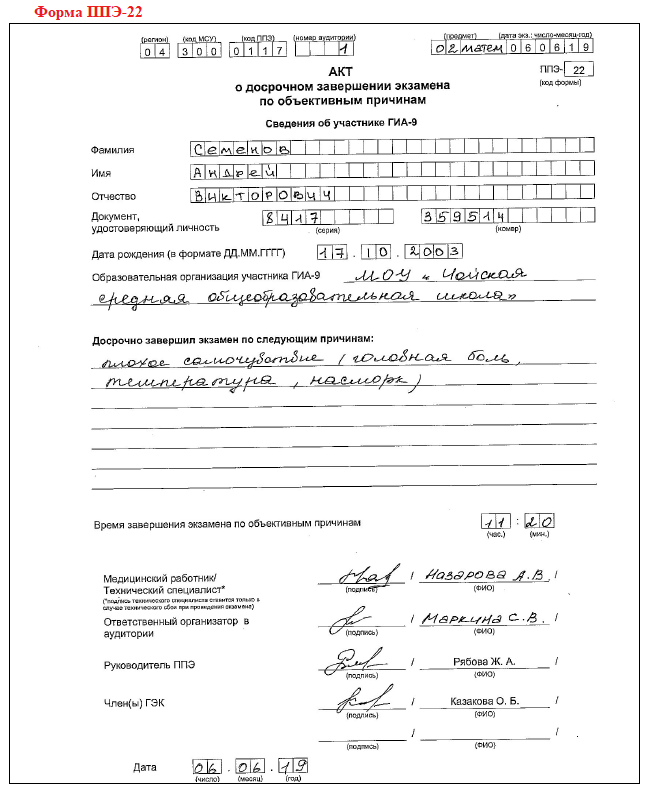 Форма ППЭ-22
(регион) (код МСУ) (код ППЭ) (номер аудитории) (предмет) (дата экз.: число-месяц-год)
04 300 0117 1 02 матем 060619
АКТ
о досрочном завершении экзамена
по объективным причинам
ППЭ- 22
(код формы)
Сведения об участнике ГИА-9
Фамилия Семенов
Имя Андрей
Отчество Викторович
Документ,
удостоверяющий личность 8417 359514
(серия) (номер)
Дата рождения (в формате ДД.ММ.ГГГГ) 17.10.2003
Образовательная организация участника ГИА-9 МОУ «Чойская
средняя общеобразовательная школа»
Досрочно завершил экзамен по следующим причинам:
плохое самочувствие (головная боль,
температура, насморк)
Время завершения экзамена по объективным причинам 11:20
(час.) (мин.)
Медицинский работник/
Технический специалист* / Назарова А.В /
(*подпись технического специалиста ставится только в
случае технического сбоя при проведении экзамена)
(подпись) (ФИО)
Ответственный организатор в
аудитории / Маркина С.В. /
(подпись) (ФИО)
Руководитель ППЭ / Рябова Ж. А. /
(подпись) (ФИО)
Член(ы) ГЭК / Казакова О. Б. /
(подпись) (ФИО)
/ /
(подпись) (ФИО)
Дата 06.06.19
(число) (месяц) (год)